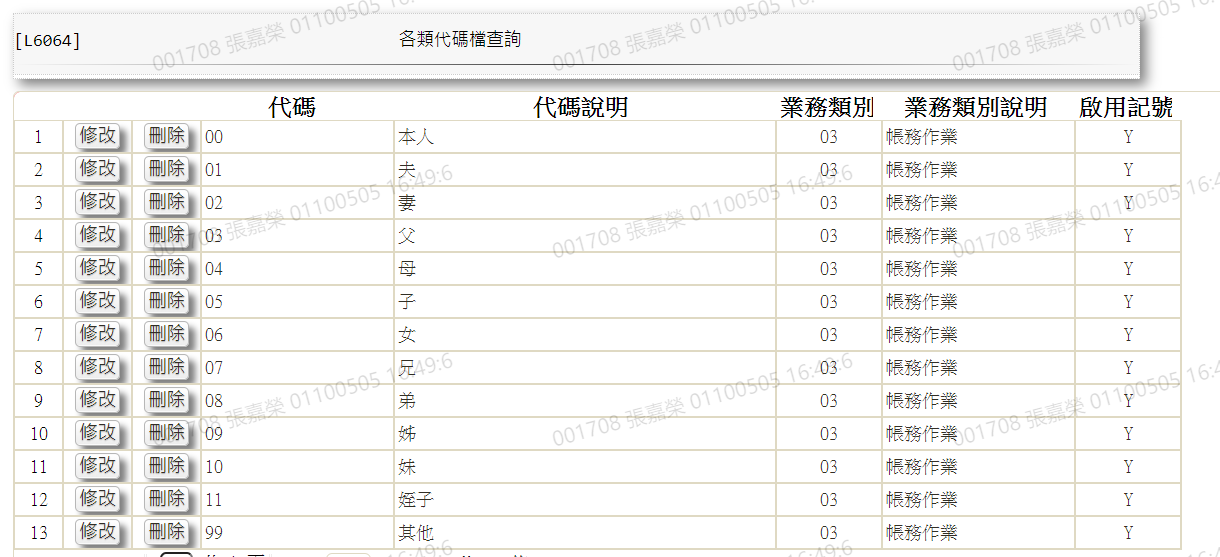 [L6064] 各類代碼檔查詢
代碼 代碼說明 業務類別 業務類別說明 啟用記號
1 修改 刪除 00 本人 03 帳務作業 Y
2 修改 刪除 01 夫 03 帳務作業 Y
3 修改 刪除 02 妻 03 帳務作業 Y
4 修改 刪除 03 父 03 帳務作業 Y
5 修改 刪除 04 母 03 帳務作業 Y
6 修改 刪除 05 子 03 帳務作業 Y
7 修改 刪除 06 女 03 帳務作業 Y
8 修改 刪除 07 兄 03 帳務作業 Y
9 修改 刪除 08 弟 03 帳務作業 Y
10 修改 刪除 09 姊 03 帳務作業 Y
11 修改 刪除 10 妹 03 帳務作業 Y
12 修改 刪除 11 姪子 03 帳務作業 Y
13 修改 刪除 99 其他 03 帳務作業 Y
001708 張嘉榮 01100505 16:49:6